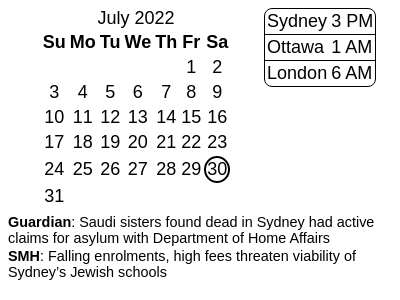 July 2022
Su Mo Tu We Th Fr Sa
1 2
3 4 5 6 7 8 9
10 11 12 13 14 15 16
17 18 19 20 21 22 23
24 25 26 27 28 29 30
31
Sydney 3 PM
Ottawa 1 AM
London 6 AM
Guardian: Saudi sisters found dead in Sydney had active
claims for asylum with Department of Home Affairs
SMH: Falling enrolments, high fees threaten viability of
Sydney’s Jewish schools